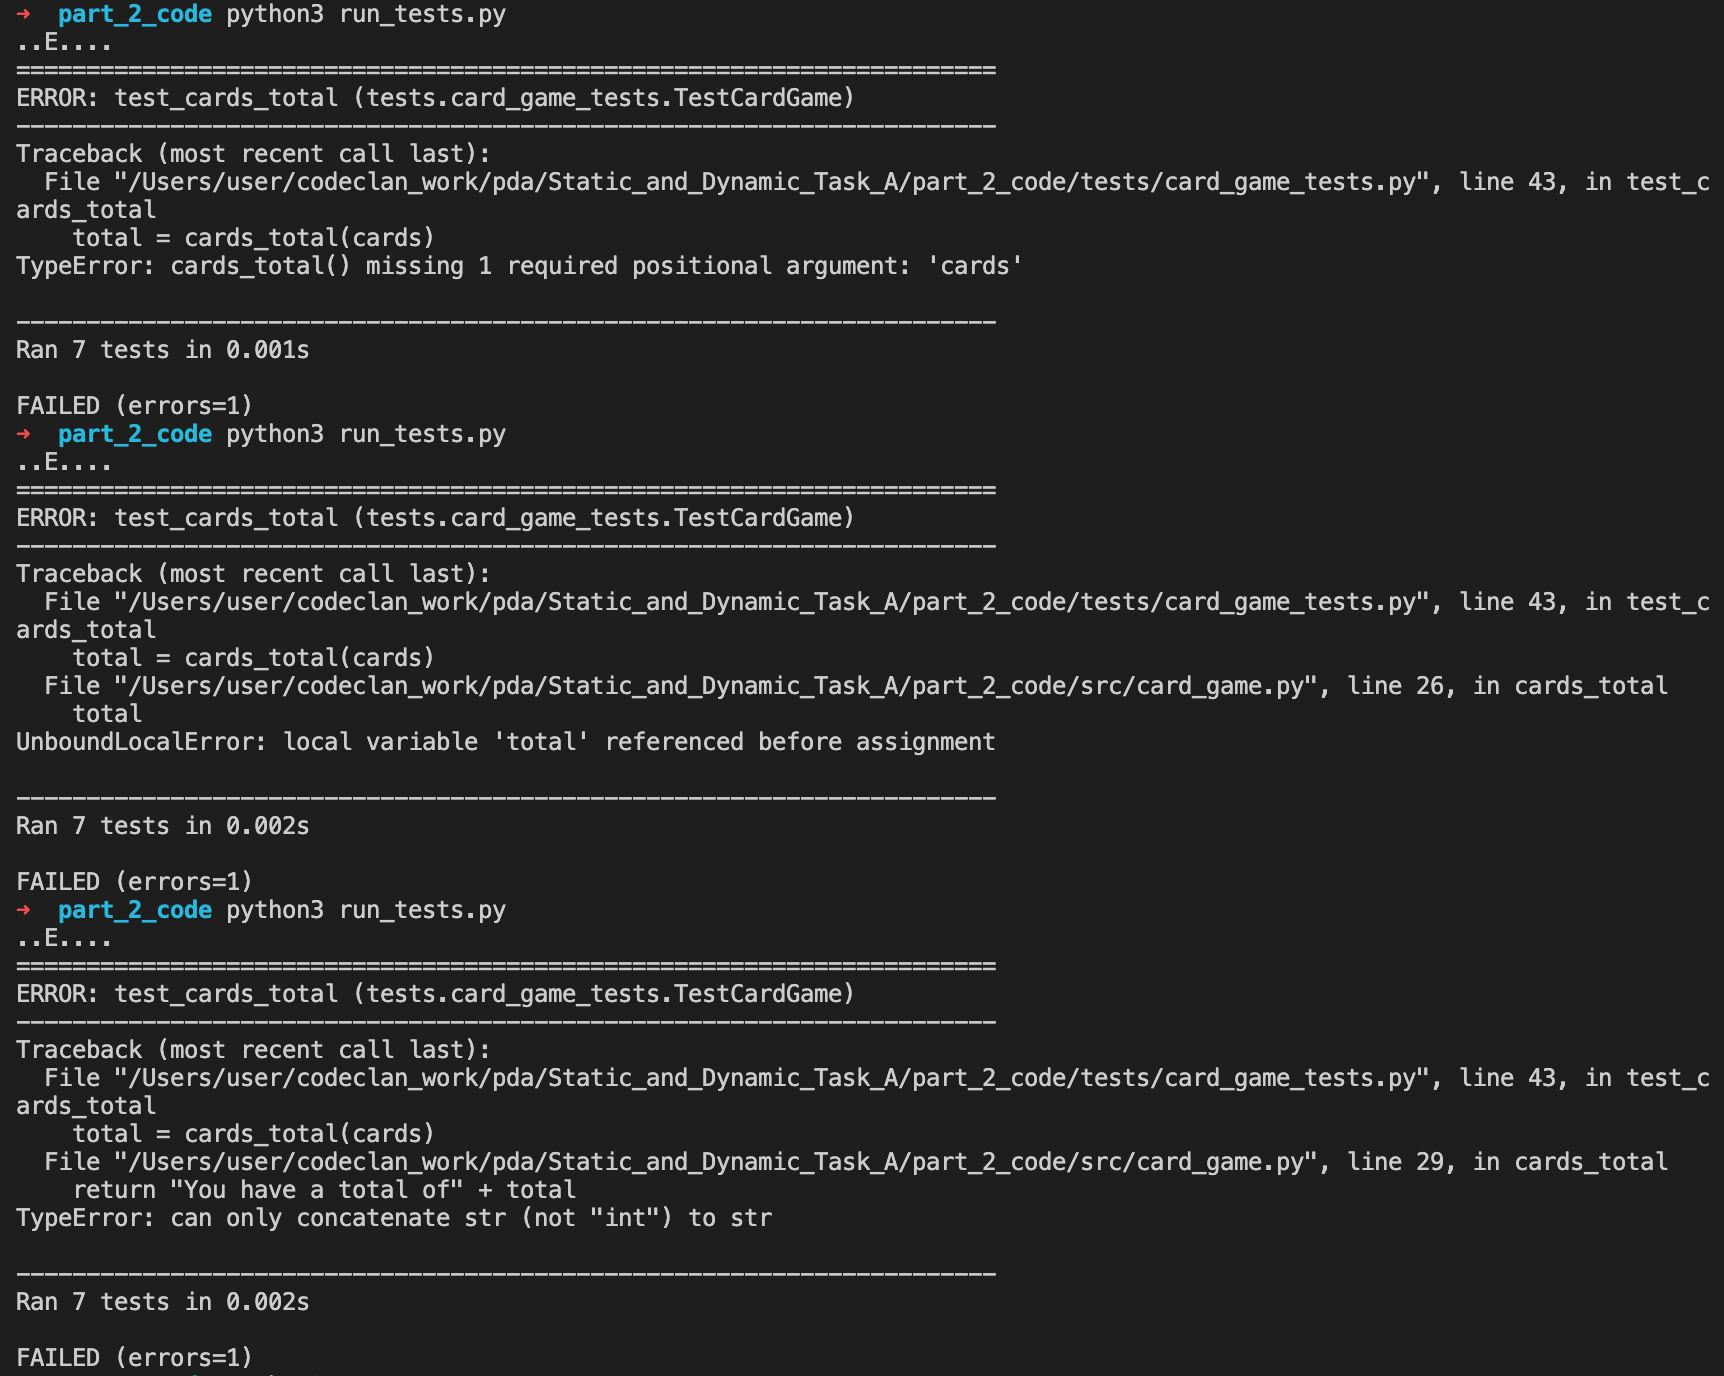 ➜  part_2_code python3 run_tests.py
..E....
======================================================================
ERROR: test_cards_total (tests.card_game_tests.TestCardGame)
----------------------------------------------------------------------
Traceback (most recent call last):
  File "/Users/user/codeclan_work/pda/Static_and_Dynamic_Task_A/part_2_code/tests/card_game_tests.py", line 43, in test_c
ards_total
    total = cards_total(cards)
TypeError: cards_total() missing 1 required positional argument: 'cards'

----------------------------------------------------------------------
Ran 7 tests in 0.001s

FAILED (errors=1)
➜  part_2_code python3 run_tests.py
..E....
======================================================================
ERROR: test_cards_total (tests.card_game_tests.TestCardGame)
----------------------------------------------------------------------
Traceback (most recent call last):
  File "/Users/user/codeclan_work/pda/Static_and_Dynamic_Task_A/part_2_code/tests/card_game_tests.py", line 43, in test_c
ards_total
    total = cards_total(cards)
  File "/Users/user/codeclan_work/pda/Static_and_Dynamic_Task_A/part_2_code/src/card_game.py", line 26, in cards_total
    total
UnboundLocalError: local variable 'total' referenced before assignment

----------------------------------------------------------------------
Ran 7 tests in 0.002s

FAILED (errors=1)
➜  part_2_code python3 run_tests.py
..E....
======================================================================
ERROR: test_cards_total (tests.card_game_tests.TestCardGame)
----------------------------------------------------------------------
Traceback (most recent call last):
  File "/Users/user/codeclan_work/pda/Static_and_Dynamic_Task_A/part_2_code/tests/card_game_tests.py", line 43, in test_c
ards_total
    total = cards_total(cards)
  File "/Users/user/codeclan_work/pda/Static_and_Dynamic_Task_A/part_2_code/src/card_game.py", line 29, in cards_total
    return "You have a total of" + total
TypeError: can only concatenate str (not "int") to str

----------------------------------------------------------------------
Ran 7 tests in 0.002s

FAILED (errors=1)